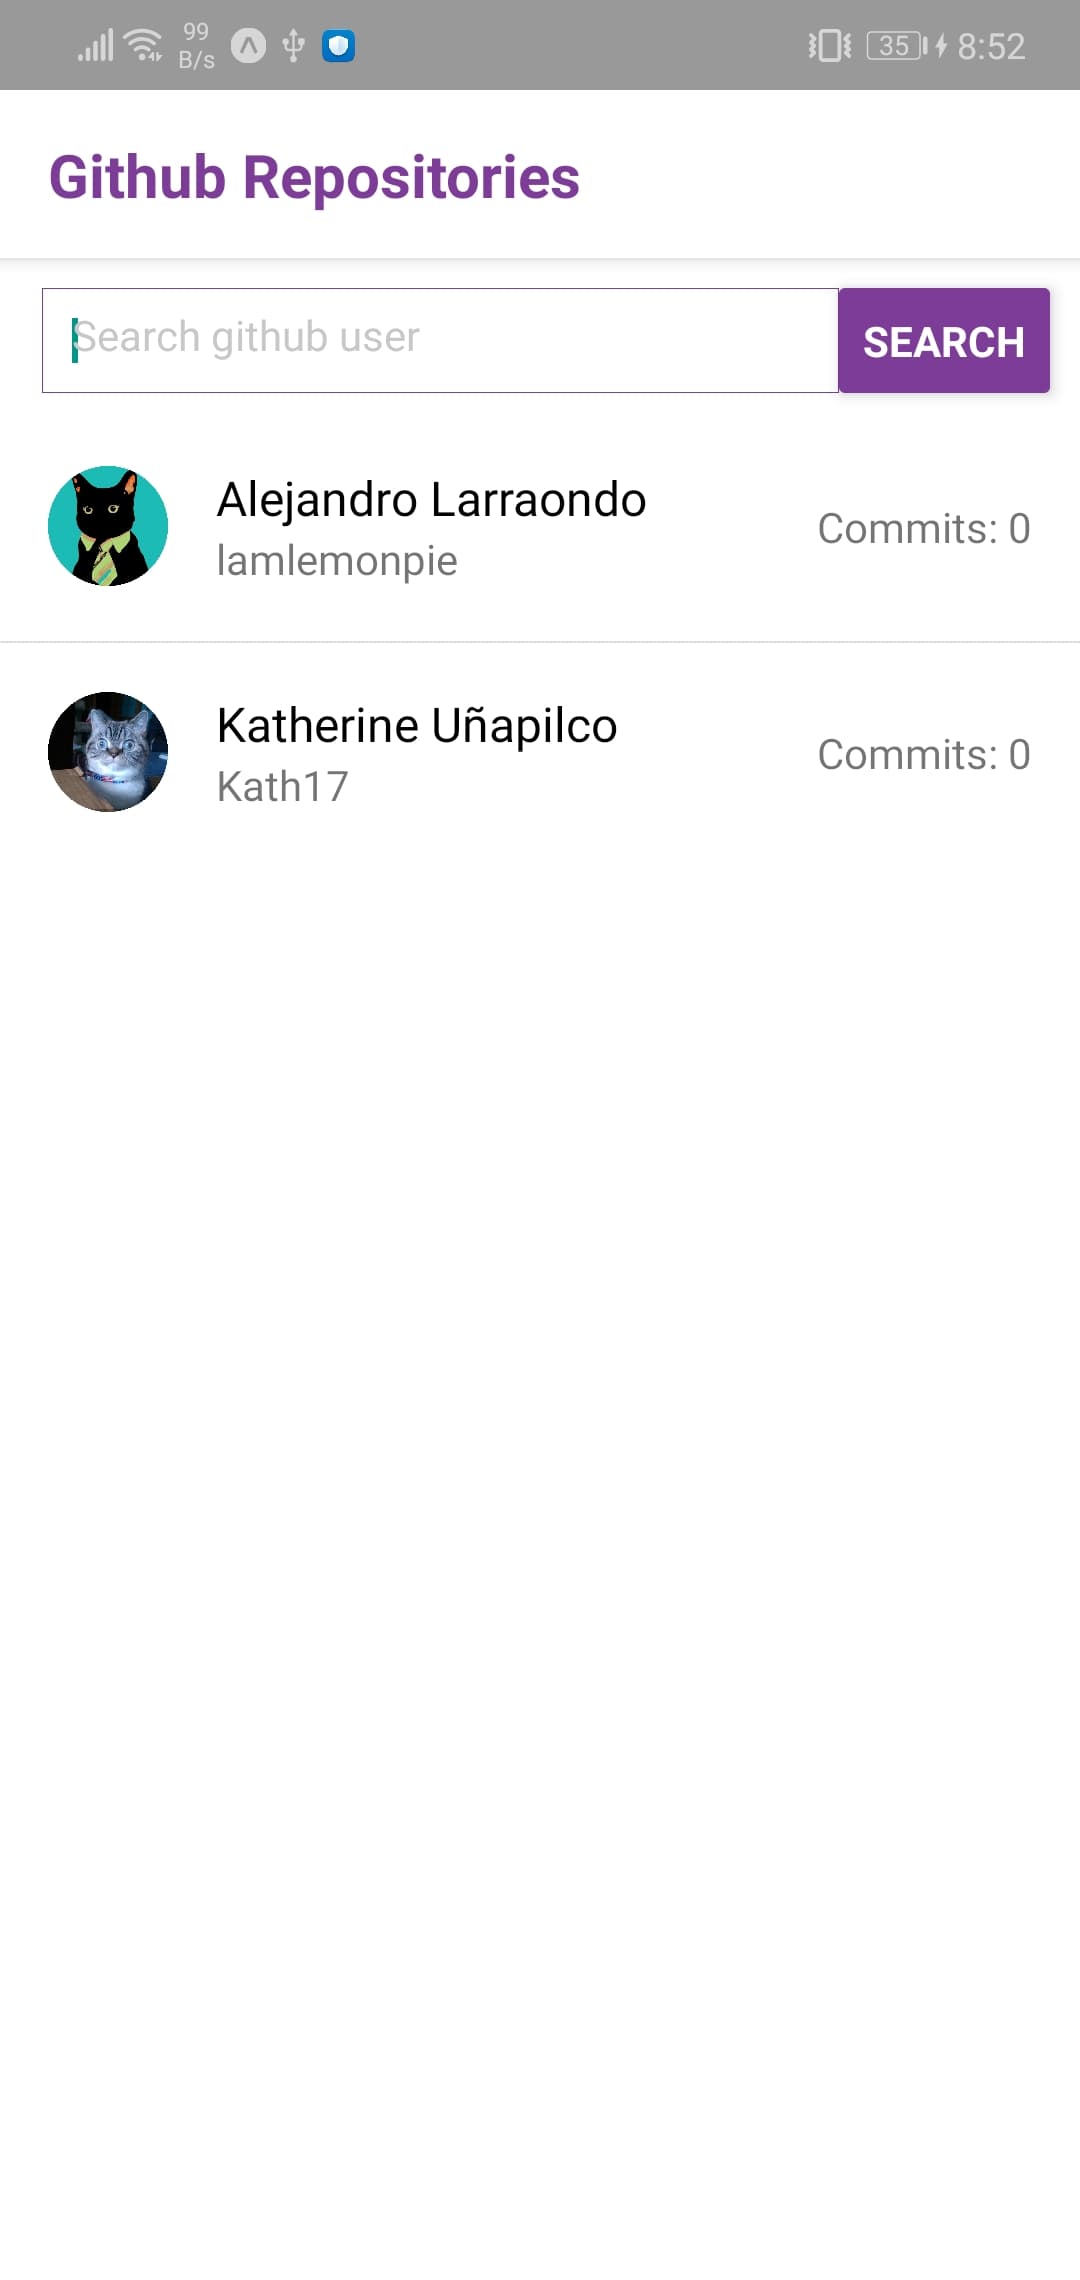 99
B/s
35
8:52
Github Repositories
Search github user
SEARCH
Alejandro Larraondo
Iamlemonpie
Commits: 0
Katherine Uñapilco
Kath17
Commits: 0